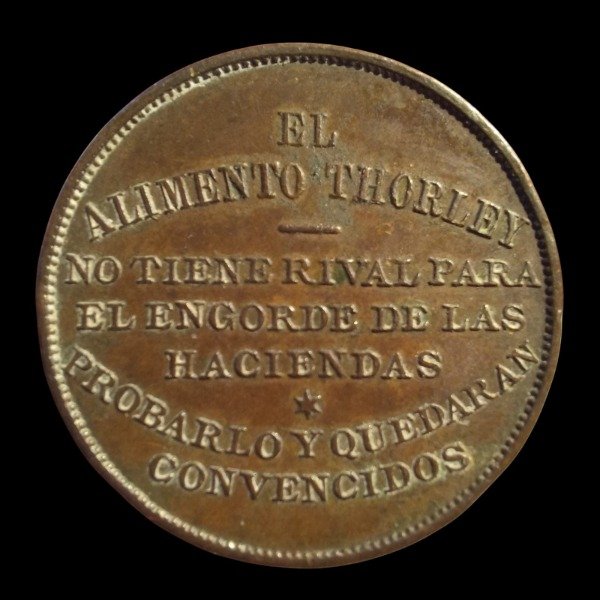 EL
ALIMENTO THORLEY
NO TIENE RIVAL PARA
EL ENGORDE DE LAS
HACIENDAS
PROBARLO Y QUEDARAN
CONVENCIDOS